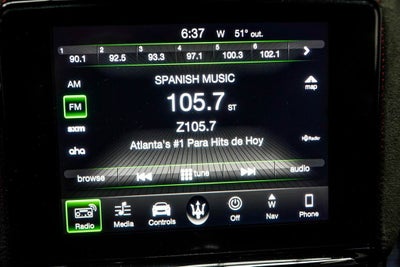 6:37 W 51° out.
1 2 3 4 5 6
90.1 92.5 93.3 97.1 100.3 102.1
AM
SPANISH MUSIC
map
FM
105.7 ST
sxm
Z105.7
aha
Atlanta's #1 Para Hits de Hoy
HD Radio
browse tune audio
W
Radio Media Controls Off Nav Phone